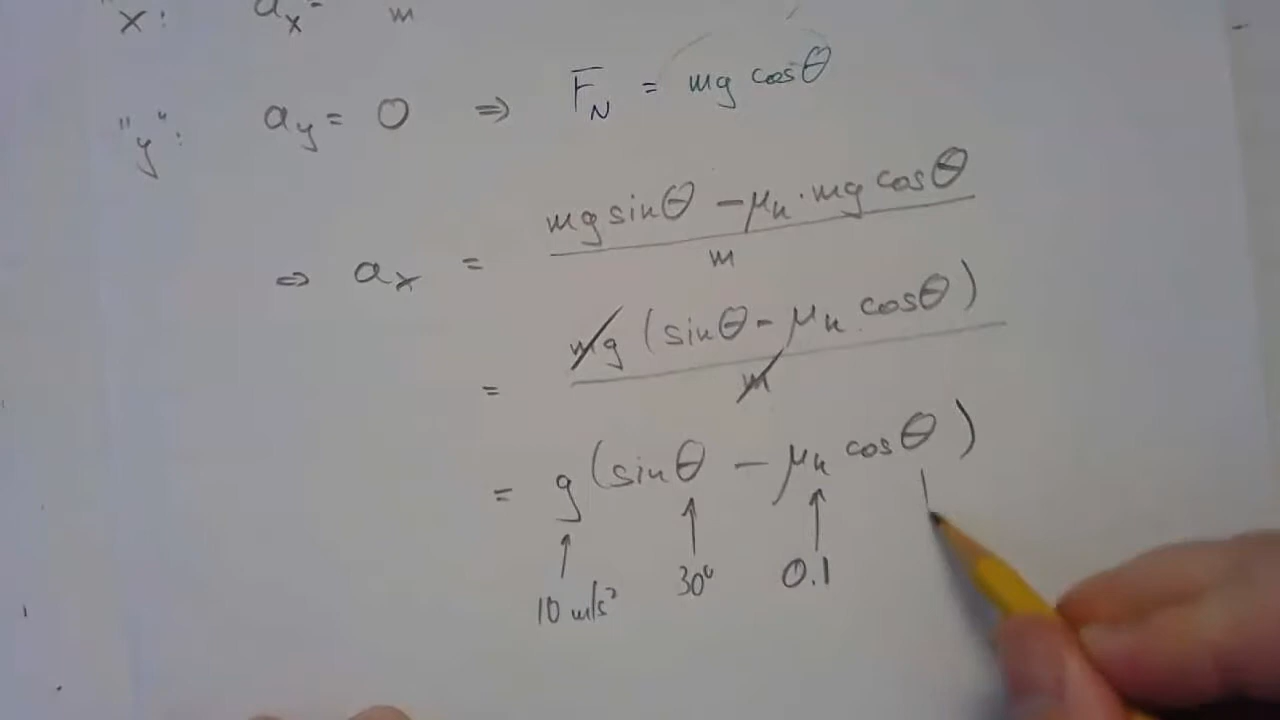 "x": aₓ = m
"y": a_y = 0 ⇒ F_N = mg cosθ
mg sinθ − μₖ · mg cosθ
⇒ aₓ =
m
mg (sinθ − μₖ cosθ)
=
m
= g (sinθ − μₖ cosθ)
↑ ↑ ↑
10 m/s² 30° 0.1